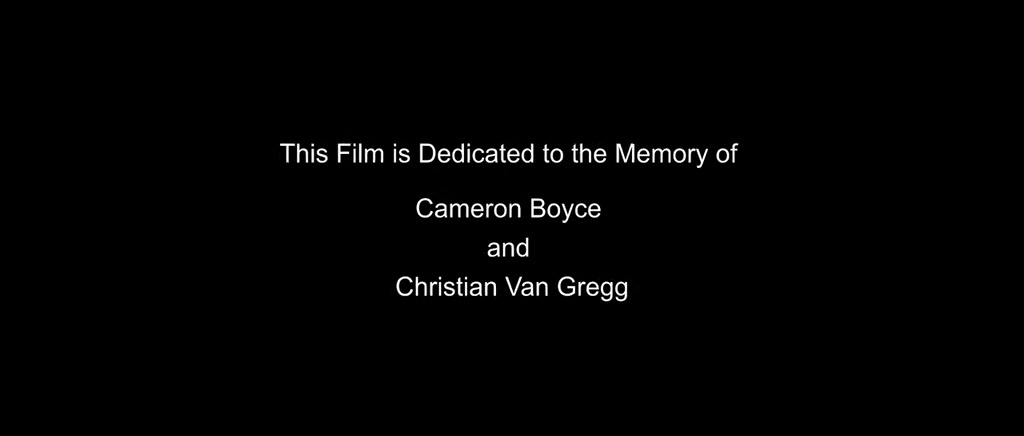 This Film is Dedicated to the Memory of
Cameron Boyce
and
Christian Van Gregg